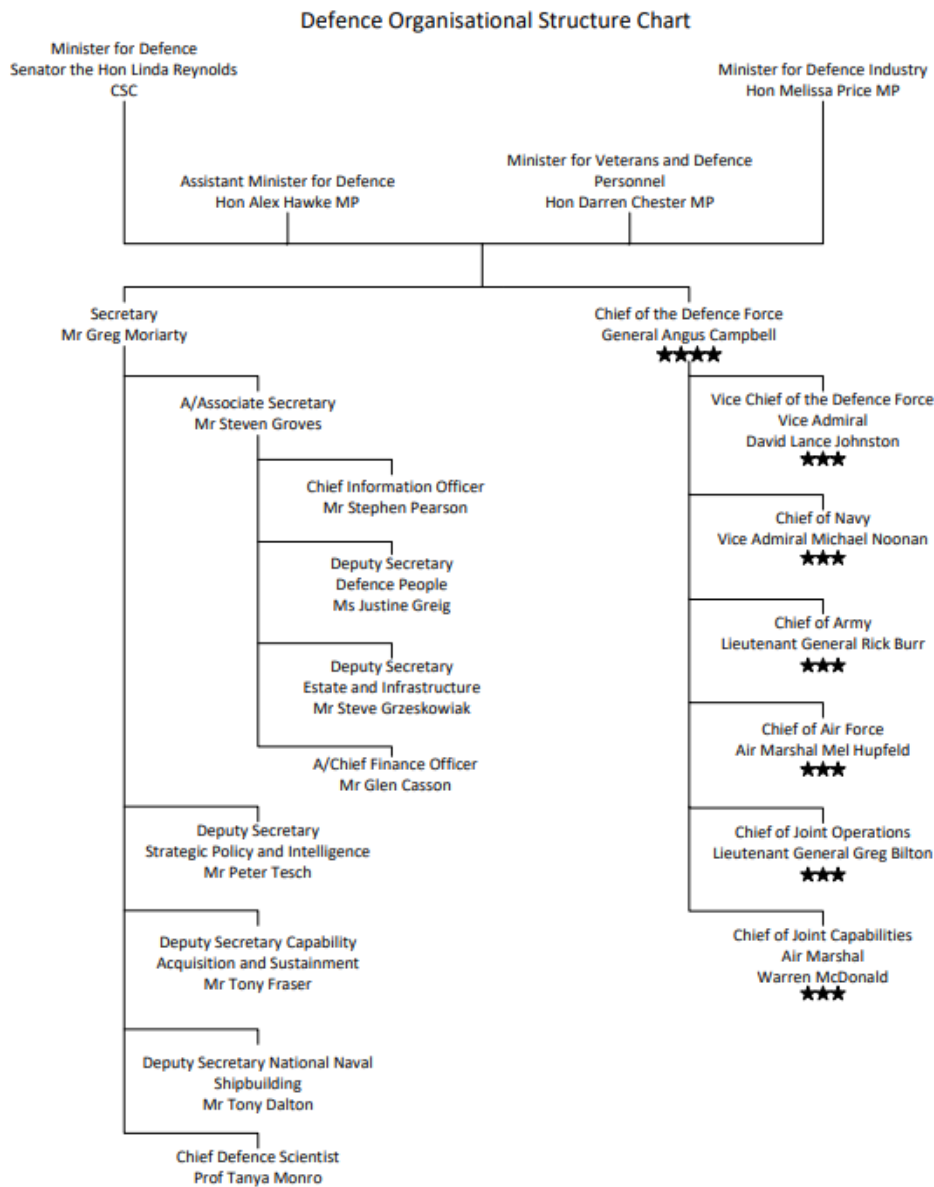 Defence Organisational Structure Chart
Minister for Defence
Senator the Hon Linda Reynolds
CSC
Minister for Defence Industry
Hon Melissa Price MP
Assistant Minister for Defence
Hon Alex Hawke MP
Minister for Veterans and Defence
Personnel
Hon Darren Chester MP
Secretary
Mr Greg Moriarty
A/Associate Secretary
Mr Steven Groves
Chief Information Officer
Mr Stephen Pearson
Deputy Secretary
Defence People
Ms Justine Greig
Deputy Secretary
Estate and Infrastructure
Mr Steve Grzeskowiak
A/Chief Finance Officer
Mr Glen Casson
Deputy Secretary
Strategic Policy and Intelligence
Mr Peter Tesch
Deputy Secretary Capability
Acquisition and Sustainment
Mr Tony Fraser
Deputy Secretary National Naval
Shipbuilding
Mr Tony Dalton
Chief Defence Scientist
Prof Tanya Monro
Chief of the Defence Force
General Angus Campbell
Vice Chief of the Defence Force
Vice Admiral
David Lance Johnston
Chief of Navy
Vice Admiral Michael Noonan
Chief of Army
Lieutenant General Rick Burr
Chief of Air Force
Air Marshal Mel Hupfeld
Chief of Joint Operations
Lieutenant General Greg Bilton
Chief of Joint Capabilities
Air Marshal
Warren McDonald